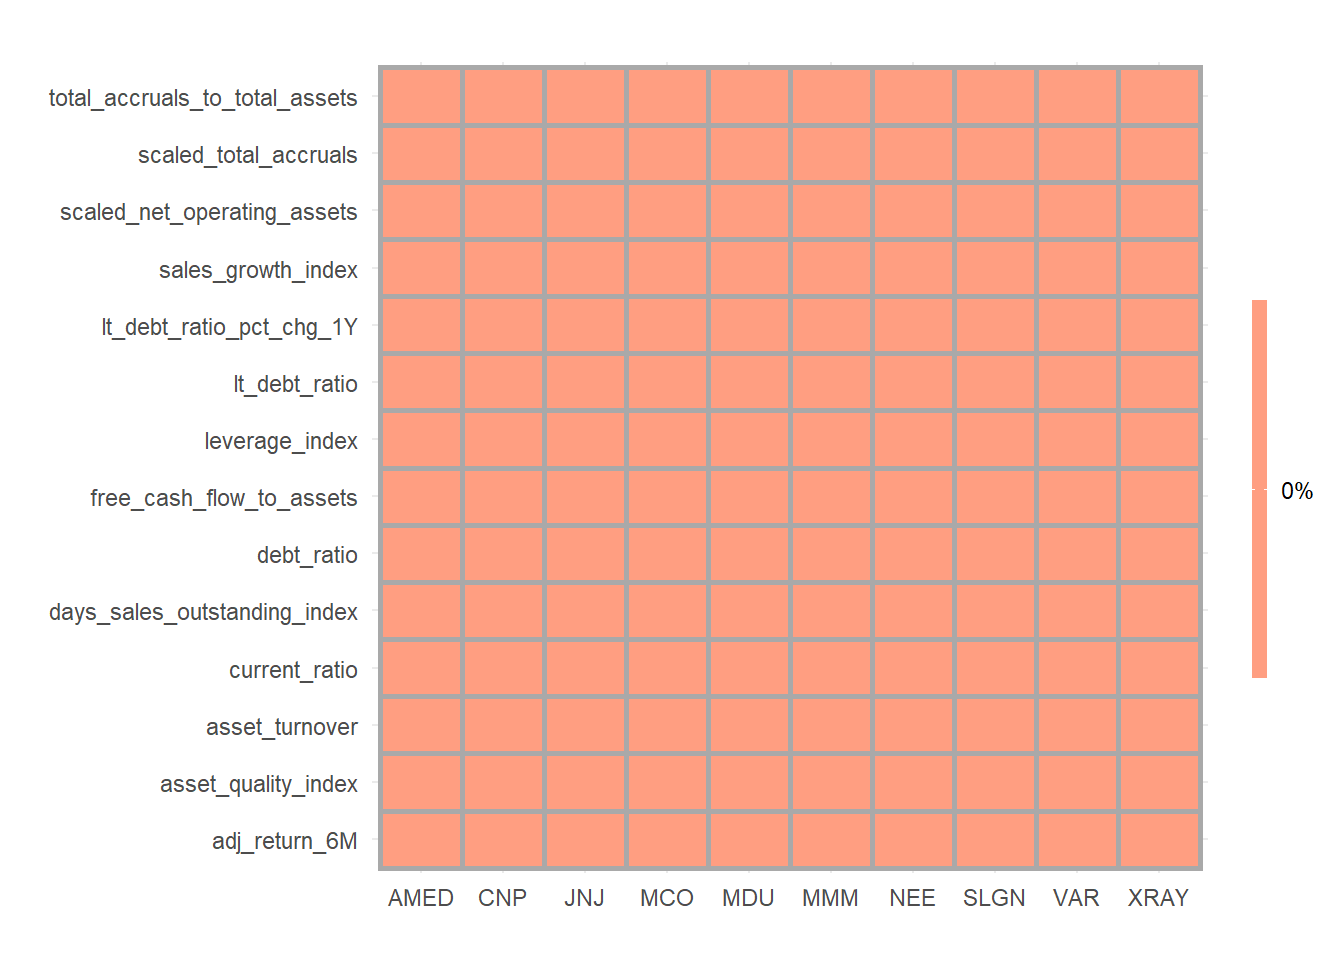 total_accruals_to_total_assets
scaled_total_accruals
scaled_net_operating_assets
sales_growth_index
lt_debt_ratio_pct_chg_1Y
lt_debt_ratio
leverage_index
free_cash_flow_to_assets
0%
debt_ratio
days_sales_outstanding_index
current_ratio
asset_turnover
asset_quality_index
adj_return_6M
AMED CNP JNJ MCO MDU MMM NEE SLGN VAR XRAY